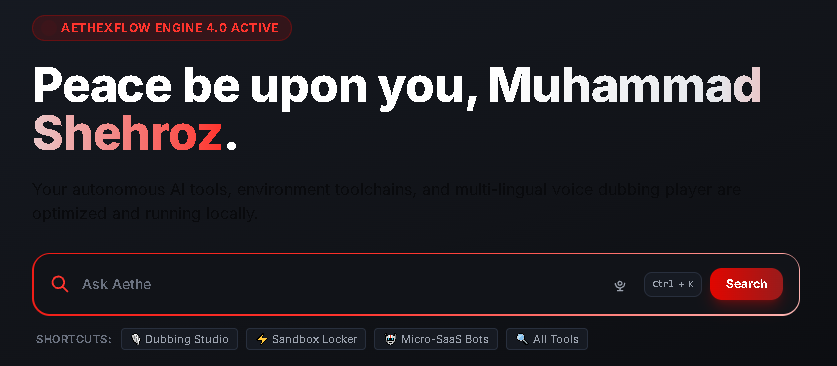 AETHEXFLOW ENGINE 4.0 ACTIVE
Peace be upon you, Muhammad
Shehroz.
Your autonomous AI tools, environment toolchains, and multi-lingual voice dubbing player are
optimized and running locally.
Ask Aethe
Ctrl + K
Search
SHORTCUTS: Dubbing Studio Sandbox Locker Micro-SaaS Bots All Tools